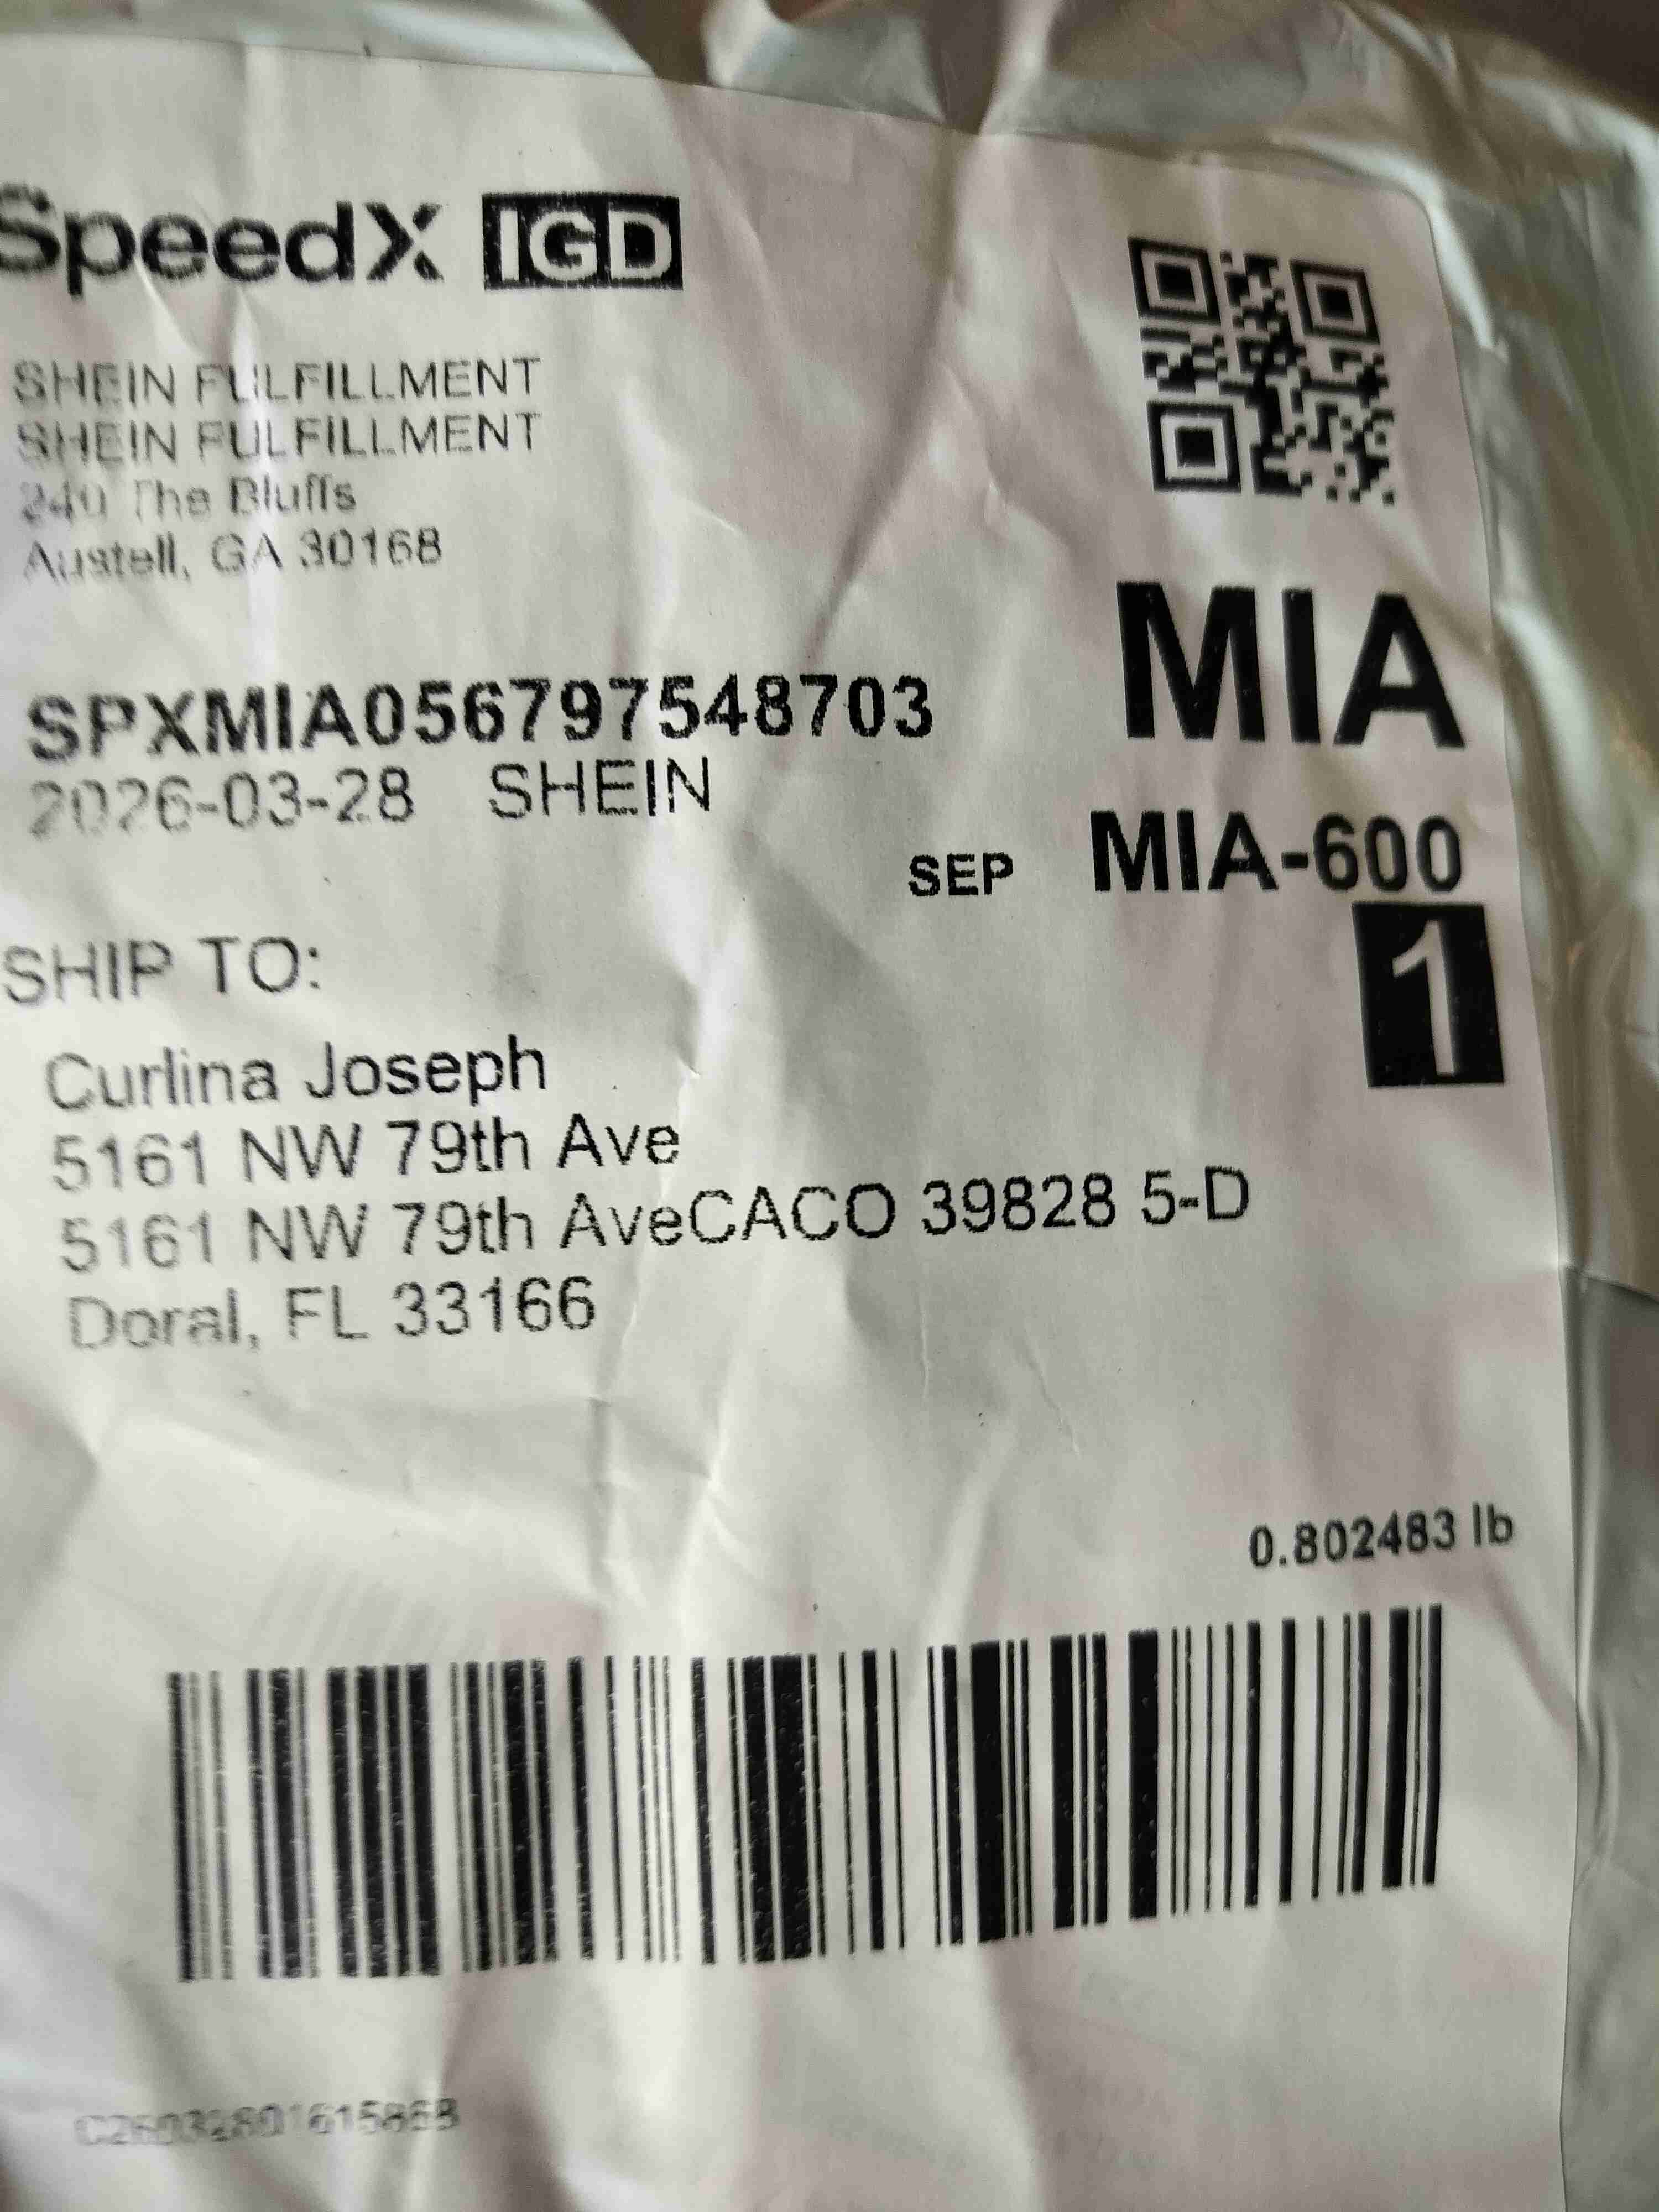 SpeedX IGD
SHEIN FULFILLMENT
SHEIN FULFILLMENT
240 The Bluffs
Austell, GA 30168
MIA
SPXMIA056797548703
2026-03-28 SHEIN
SEP MIA-600
1
SHIP TO:
Curlina Joseph
5161 NW 79th Ave
5161 NW 79th AveCACO 39828 5-D
Doral, FL 33166
0.802483 lb